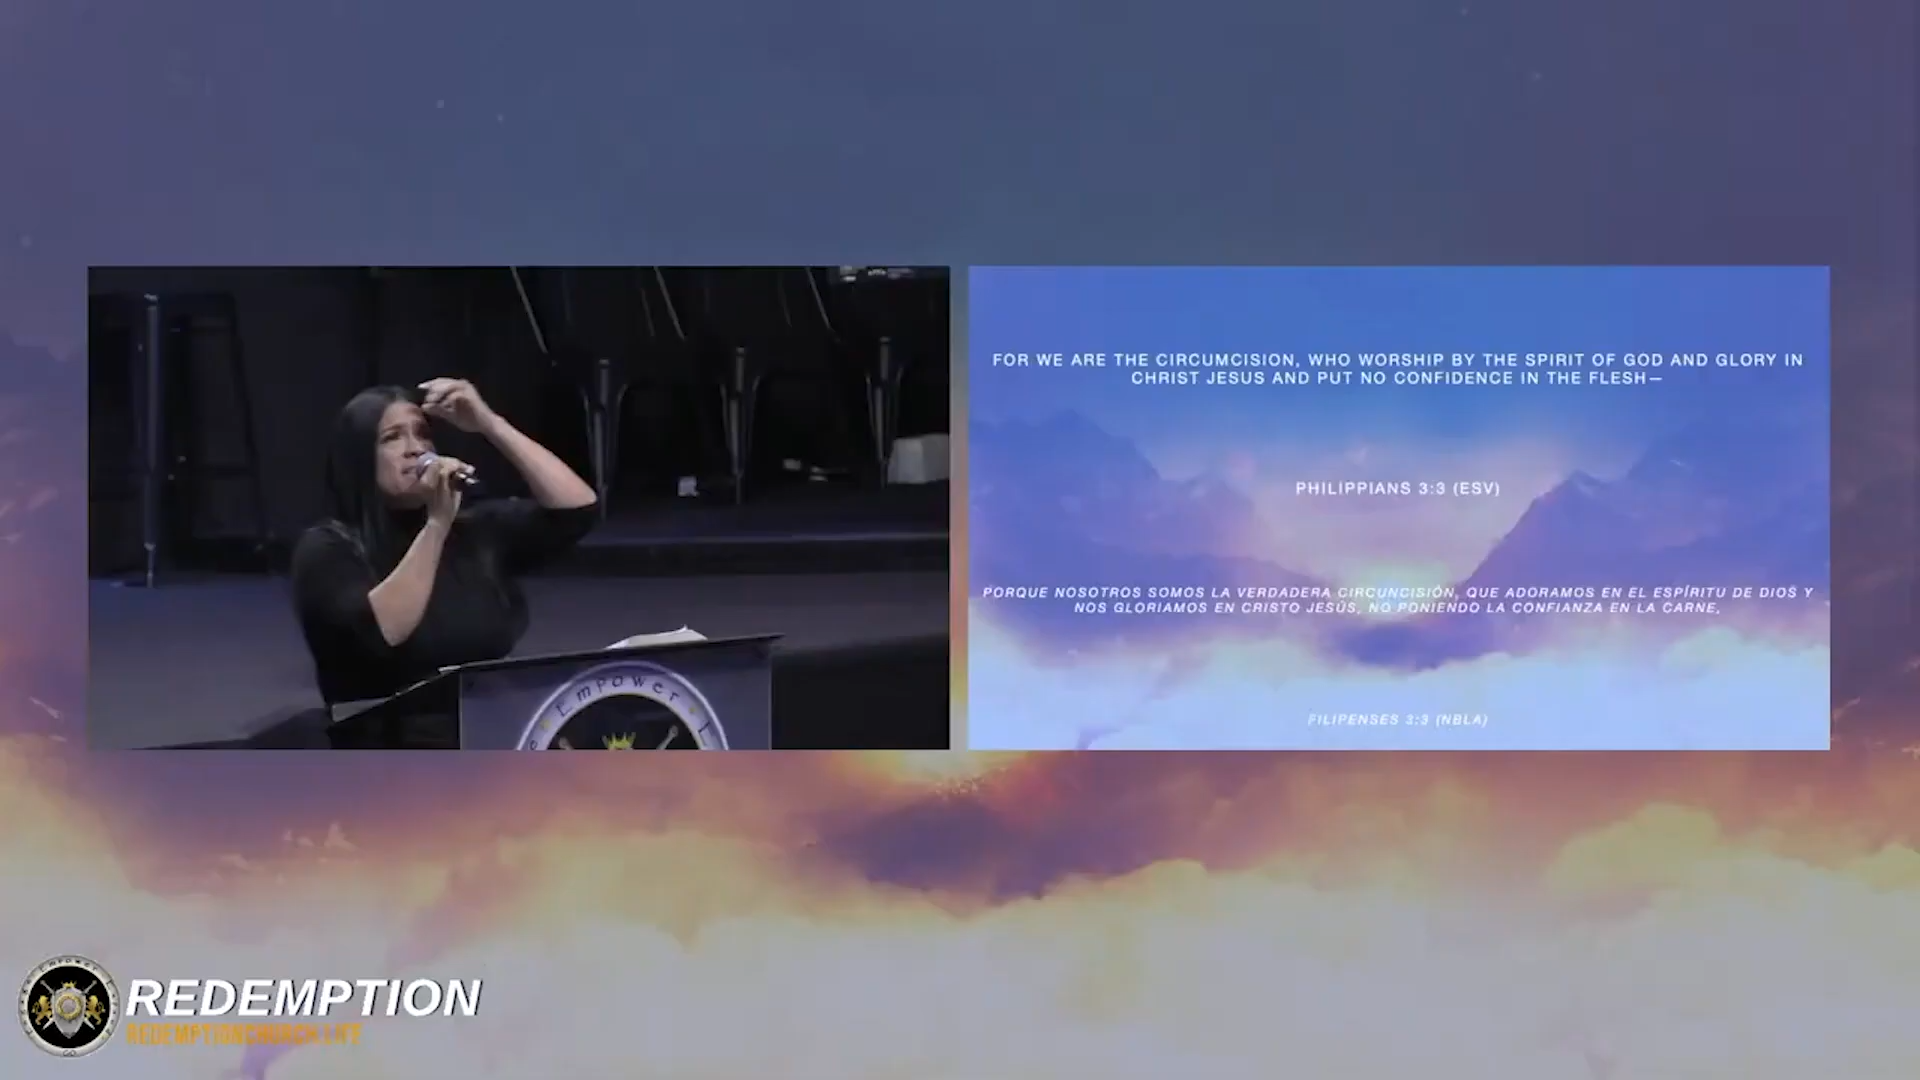 FOR WE ARE THE CIRCUMCISION, WHO WORSHIP BY THE SPIRIT OF GOD AND GLORY IN
CHRIST JESUS AND PUT NO CONFIDENCE IN THE FLESH—
PHILIPPIANS 3:3 (ESV)
PORQUE NOSOTROS SOMOS LA VERDADERA CIRCUNCISIÓN, QUE ADORAMOS EN EL ESPÍRITU DE DIOS Y
NOS GLORIAMOS EN CRISTO JESÚS, NO PONIENDO LA CONFIANZA EN LA CARNE,
FILIPENSES 3:3 (NBLA)
Empower
Empower
REDEMPTION
REDEMPTIONCHURCH.LIFE